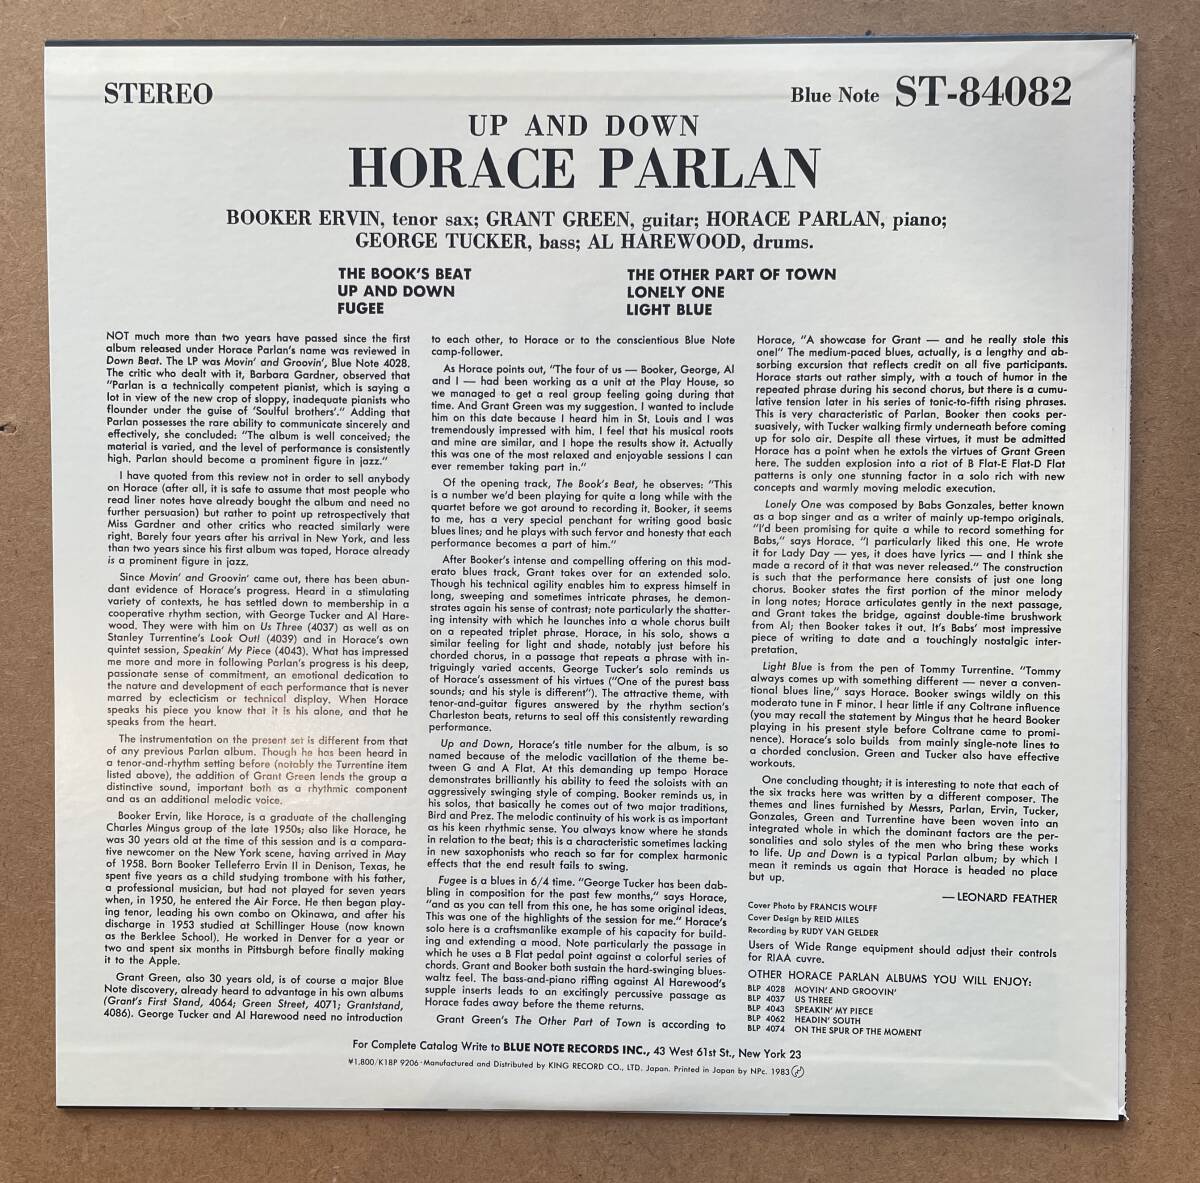 STEREO
Blue Note ST-84082
UP AND DOWN
HORACE PARLAN
BOOKER ERVIN, tenor sax; GRANT GREEN, guitar; HORACE PARLAN, piano;
GEORGE TUCKER, bass; AL HAREWOOD, drums.
THE BOOK'S BEAT
UP AND DOWN
FUGEE
THE OTHER PART OF TOWN
LONELY ONE
LIGHT BLUE
NOT much more than two years have passed since the first
album released under Horace Parlan's name was reviewed in
Down Beat. The LP was Movin' and Groovin', Blue Note 4028.
The critic who dealt with it, Barbara Gardner, observed that
"Parlan is a technically competent pianist, which is saying a
lot in view of the new crop of sloppy, inadequate pianists who
flounder under the guise of 'Soulful brothers'." Adding that
Parlan possesses the rare ability to communicate sincerely and
effectively, she concluded: "The album is well conceived; the
material is varied, and the level of performance is consistently
high. Parlan should become a prominent figure in jazz."
I have quoted from this review not in order to sell anybody
on Horace (after all, it is safe to assume that most people who
read liner notes have already bought the album and need no
further persuasion) but rather to point up retrospectively that
Miss Gardner and other critics who reacted similarly were
right. Barely four years after his arrival in New York, and less
than two years since his first album was taped, Horace already
is a prominent figure in jazz.
Since Movin' and Groovin' came out, there has been abun-
dant evidence of Horace's progress. Heard in a stimulating
variety of contexts, he has settled down to membership in a
cooperative rhythm section, with George Tucker and Al Hare-
wood. They were with him on Us Three (4037) as well as on
Stanley Turrentine's Look Out! (4039) and in Horace's own
quintet session, Speakin' My Piece (4043). What has impressed
me more and more in following Parlan's progress is his deep,
passionate sense of commitment, an emotional dedication to
the nature and development of each performance that is never
marred by eclecticism or technical display. When Horace
speaks his piece you know that it is his alone, and that he
speaks from the heart.
The instrumentation on the present set is different from that
of any previous Parlan album. Though he has been heard in
a tenor-and-rhythm setting before (notably the Turrentine item
listed above), the addition of Grant Green lends the group a
distinctive sound, important both as a rhythmic component
and as an additional melodic voice.
Booker Ervin, like Horace, is a graduate of the challenging
Charles Mingus group of the late 1950s; also like Horace, he
was 30 years old at the time of this session and is a compara-
tive newcomer on the New York scene, having arrived in May
of 1958. Born Booker Telleferro Ervin II in Denison, Texas, he
spent five years as a child studying trombone with his father,
a professional musician, but had not played for seven years
when, in 1950, he entered the Air Force. He then began play-
ing tenor, leading his own combo on Okinawa, and after his
discharge in 1953 studied at Schillinger House (now known
as the Berklee School). He worked in Denver for a year or
two and spent six months in Pittsburgh before finally making
it to the Apple.
Grant Green, also 30 years old, is of course a major Blue
Note discovery, already heard to advantage in his own albums
(Grant's First Stand, 4064; Green Street, 4071; Grantstand,
4086). George Tucker and Al Harewood need no introduction
to each other, to Horace or to the conscientious Blue Note
camp-follower.
As Horace points out, "The four of us — Booker, George, Al
and I — had been working as a unit at the Play House, so
we managed to get a real group feeling going during that
time. And Grant Green was my suggestion. I wanted to include
him on this date because I heard him in St. Louis and I was
tremendously impressed with him. I feel that his musical roots
and mine are similar, and I hope the results show it. Actually
this was one of the most relaxed and enjoyable sessions I can
ever remember taking part in."
Of the opening track, The Book's Beat, he observes: "This
is a number we'd been playing for quite a long while with the
quartet before we got around to recording it. Booker, it seems
to me, has a very special penchant for writing good basic
blues lines; and he plays with such fervor and honesty that each
performance becomes a part of him."
After Booker's intense and compelling offering on this mod-
erato blues track, Grant takes over for an extended solo.
Though his technical agility enables him to express himself in
long, sweeping and sometimes intricate phrases, he demon-
strates again his sense of contrast; note particularly the shatter-
ing intensity with which he launches into a whole chorus built
on a repeated triplet phrase. Horace, in his solo, shows a
similar feeling for light and shade, notably just before his
chorded chorus, in a passage that repeats a phrase with in-
triguingly varied accents. George Tucker's solo reminds us
of Horace's assessment of his virtues ("One of the purest bass
sounds; and his style is different"). The attractive theme, with
tenor-and-guitar figures answered by the rhythm section's
Charleston beats, returns to seal off this consistently rewarding
performance.
Up and Down, Horace's title number for the album, is so
named because of the melodic vacillation of the theme be-
tween G and A Flat. At this demanding up tempo Horace
demonstrates brilliantly his ability to feed the soloists with an
aggressively swinging style of comping. Booker reminds us, in
his solos, that basically he comes out of two major traditions,
Bird and Prez. The melodic continuity of his work is as important
as his keen rhythmic sense. You always know where he stands
in relation to the beat; this is a characteristic sometimes lacking
in new saxophonists who reach so far for complex harmonic
effects that the end result fails to swing.
Fugee is a blues in 6/4 time. "George Tucker has been dab-
bling in composition for the past few months," says Horace,
"and as you can tell from this one, he has some original ideas.
This was one of the highlights of the session for me." Horace's
solo here is a craftsmanlike example of his capacity for build-
ing and extending a mood. Note particularly the passage in
which he uses a B Flat pedal point against a colorful series of
chords. Grant and Booker both sustain the hard-swinging blues-
waltz feel. The bass-and-piano riffing against Al Harewood's
supple inserts leads to an excitingly percussive passage as
Horace fades away before the theme returns.
Grant Green's The Other Part of Town is according to
Horace, "A showcase for Grant — and he really stole this
one!" The medium-paced blues, actually, is a lengthy and ab-
sorbing excursion that reflects credit on all five participants.
Horace starts out rather simply, with a touch of humor in the
repeated phrase during his second chorus, but there is a cumu-
lative tension later in his series of tonic-to-fifth rising phrases.
This is very characteristic of Parlan. Booker then cooks per-
suasively, with Tucker walking firmly underneath before coming
up for solo air. Despite all these virtues, it must be admitted
Horace has a point when he extols the virtues of Grant Green
here. The sudden explosion into a riot of B Flat-E Flat-D Flat
patterns is only one stunning factor in a solo rich with new
concepts and warmly moving melodic execution.
Lonely One was composed by Babs Gonzales, better known
as a bop singer and as a writer of mainly up-tempo originals.
"I'd been promising for quite a while to record something for
Babs," says Horace. "I particularly liked this one. He wrote
it for Lady Day — yes, it does have lyrics — and I think she
made a record of it that was never released." The construction
is such that the performance here consists of just one long
chorus. Booker states the first portion of the minor melody
in long notes; Horace articulates gently in the next passage,
and Grant takes the bridge, against double-time brushwork
from Al; then Booker takes it out. It's Babs' most impressive
piece of writing to date and a touchingly nostalgic inter-
pretation.
Light Blue is from the pen of Tommy Turrentine. "Tommy
always comes up with something different — never a conven-
tional blues line," says Horace. Booker swings wildly on this
moderato tune in F minor. I hear little if any Coltrane influence
(you may recall the statement by Mingus that he heard Booker
playing in his present style before Coltrane came to promi-
nence). Horace's solo builds from mainly single-note lines to
a chorded conclusion. Green and Tucker also have effective
workouts.
One concluding thought; it is interesting to note that each of
the six tracks here was written by a different composer. The
themes and lines furnished by Messrs, Parlan, Ervin, Tucker,
Gonzales, Green and Turrentine have been woven into an
integrated whole in which the dominant factors are the per-
sonalities and solo styles of the men who bring these works
to life. Up and Down is a typical Parlan album; by which I
mean it reminds us again that Horace is headed no place
but up.
— LEONARD FEATHER
Cover Photo by FRANCIS WOLFF
Cover Design by REID MILES
Recording by RUDY VAN GELDER
Users of Wide Range equipment should adjust their controls
for RIAA cuvre.
OTHER HORACE PARLAN ALBUMS YOU WILL ENJOY:
BLP 4028 MOVIN' AND GROOVIN'
BLP 4037 US THREE
BLP 4043 SPEAKIN' MY PIECE
BLP 4062 HEADIN' SOUTH
BLP 4074 ON THE SPUR OF THE MOMENT
For Complete Catalog Write to BLUE NOTE RECORDS INC., 43 West 61st St., New York 23
¥1,800/K18P 9206 · Manufactured and Distributed by KING RECORD CO., LTD. Japan. Printed in Japan by NPc. 1983